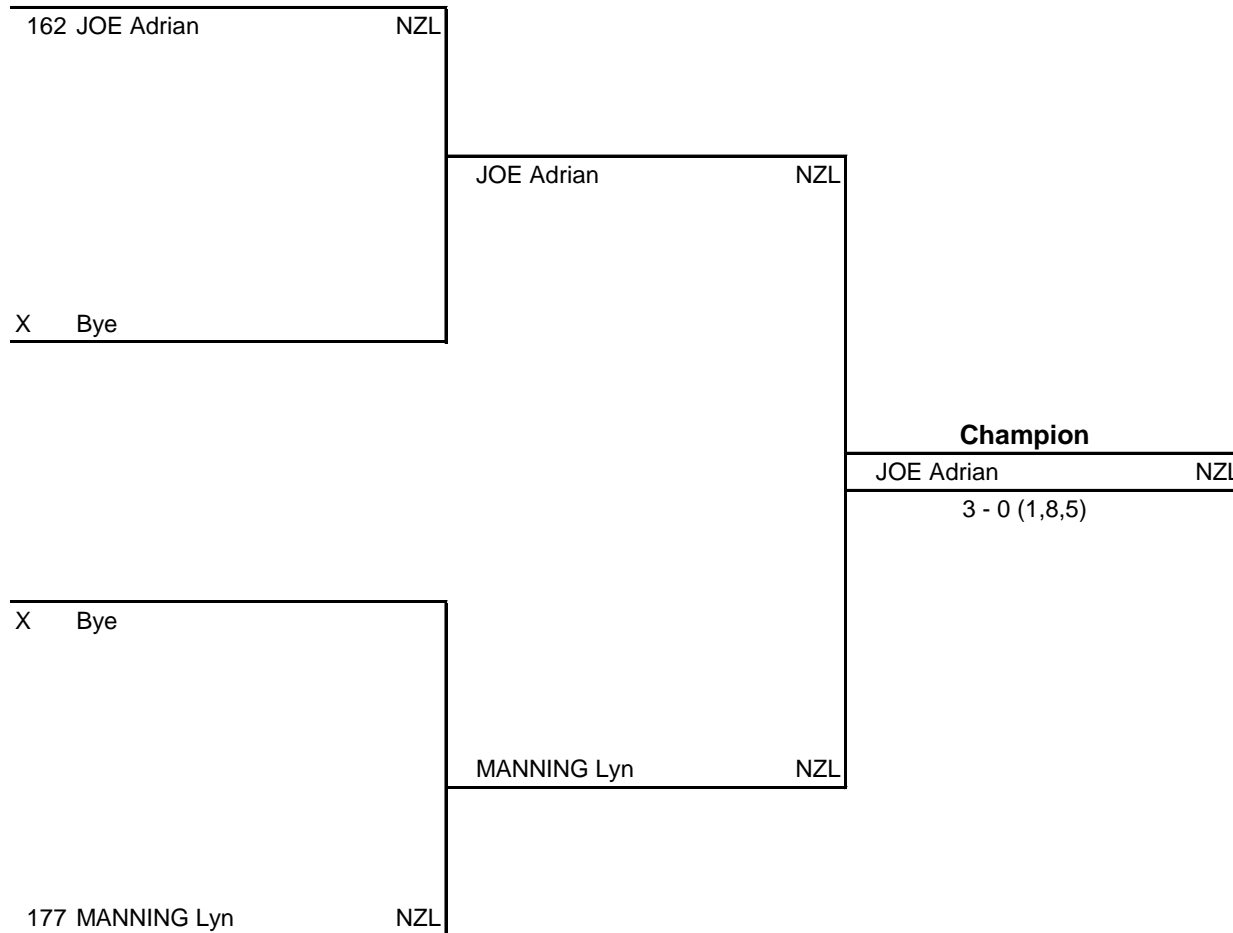 162 JOE Adrian NZL
JOE Adrian NZL
X Bye
Champion
JOE Adrian NZL
3 - 0 (1,8,5)
X Bye
MANNING Lyn NZL
177 MANNING Lyn NZL